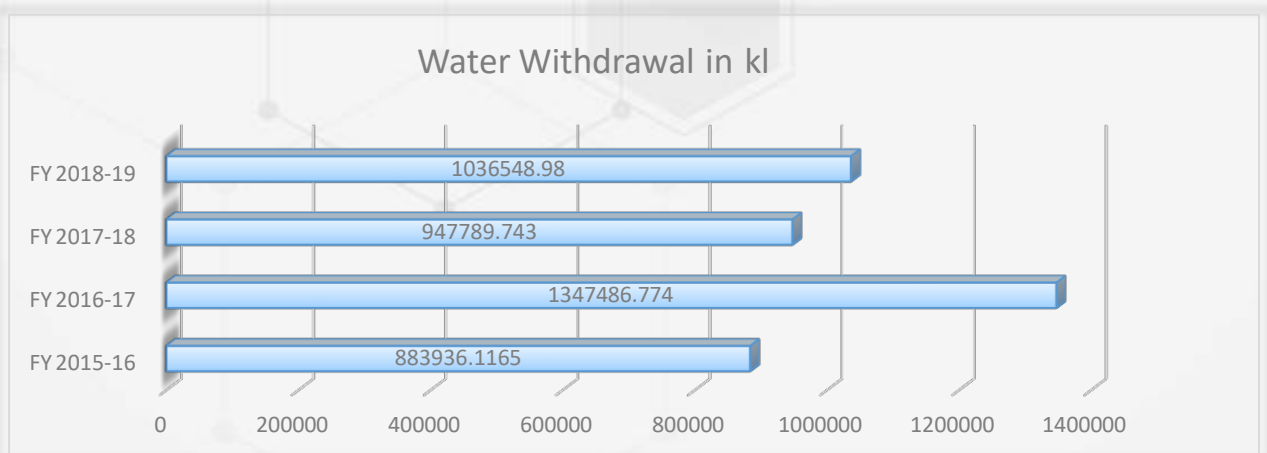 Water Withdrawal in kl
FY 2018-19
1036548.98
FY 2017-18
947789.743
FY 2016-17
1347486.774
FY 2015-16
883936.1165
0 200000 400000 600000 800000 1000000 1200000 1400000